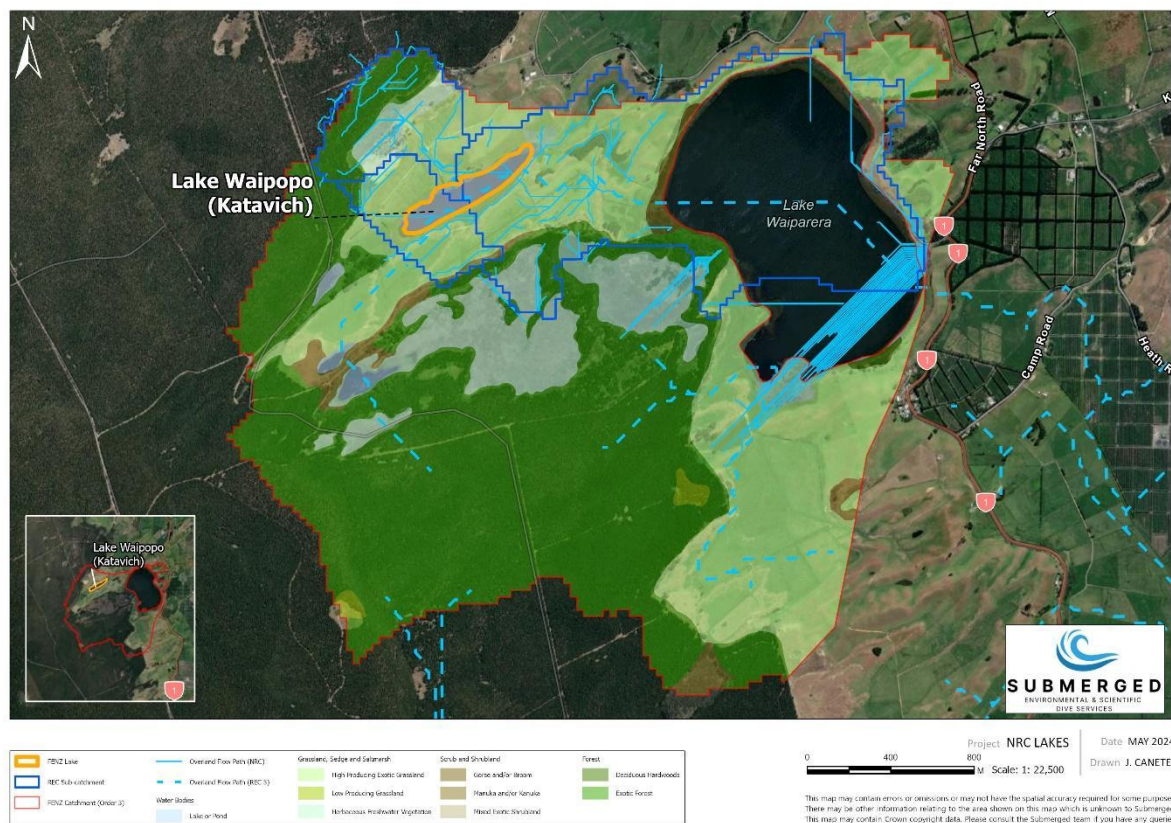 N
Lake Waipopo
(Katavich)
Lake
Waiparera
Far North Road
K
1
1
1
1
Camp Road
Heath R
Lake Waipopo
(Katavich)
1
SUBMERGED
ENVIRONMENTAL & SCIENTIFIC
DIVE SERVICES
FENZ Lake
REC Sub-catchment
FENZ Catchment (Order 3)
Overland Flow Path (NRC)
Overland Flow Path (REC 3)
Water Bodies
Lake or Pond
Grassland, Sedge and Saltmarsh
High Producing Exotic Grassland
Low Producing Grassland
Herbaceous Freshwater Vegetation
Scrub and Shrubland
Gorse and/or Broom
Manuka and/or Kanuka
Mixed Exotic Shrubland
Forest
Deciduous Hardwoods
Exotic Forest
Project NRC LAKES
Date MAY 2024
0 400 800
M Scale: 1: 22,500
Drawn J. CANETE
This map may contain errors or omissions or may not have the spatial accuracy required for some purposes
There may be other information relating to the area shown on this map which is unknown to Submerged
This map may contain Crown copyright data. Please consult the Submerged team if you have any queries